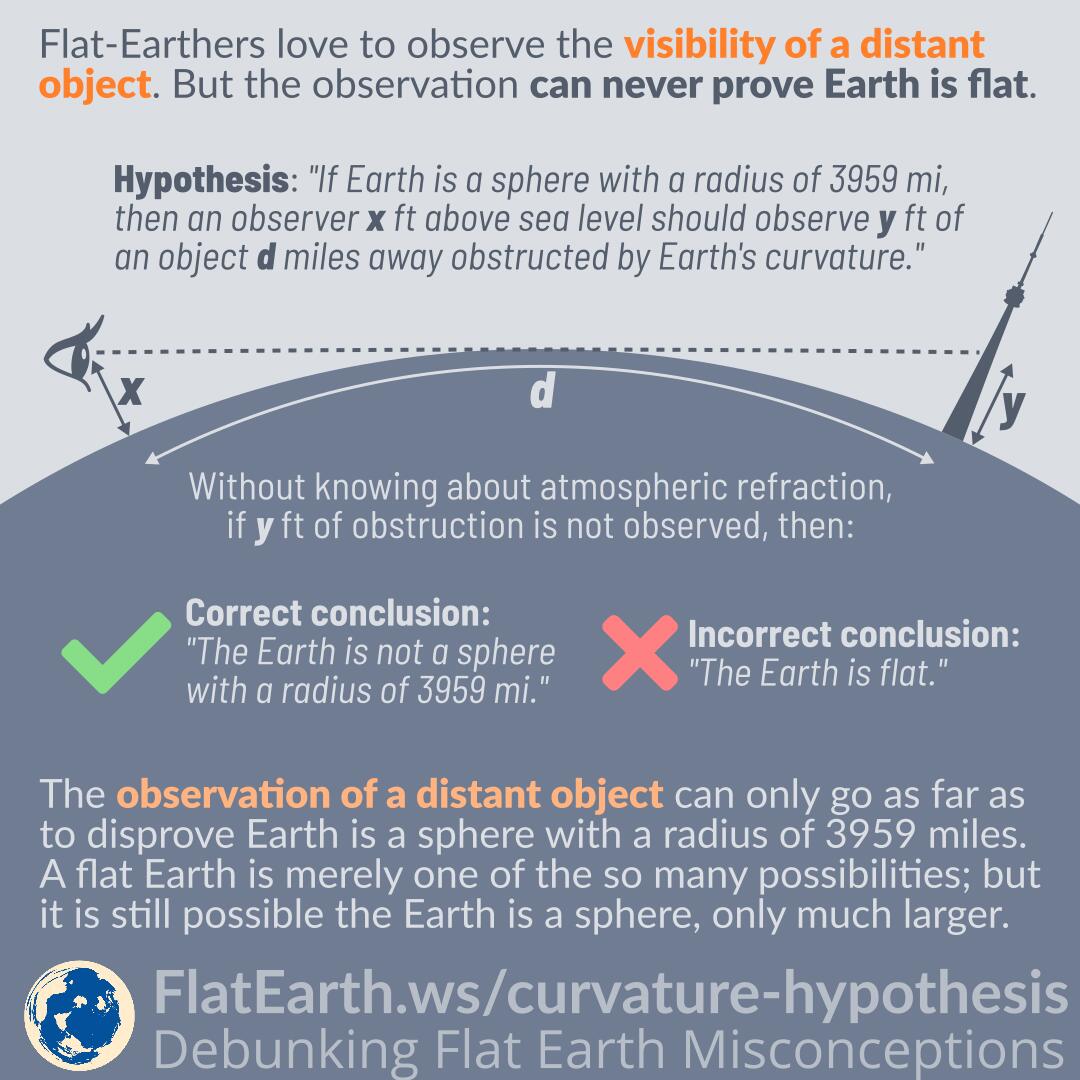 Flat-Earthers love to observe the visibility of a distant
object. But the observation can never prove Earth is flat.
Hypothesis: "If Earth is a sphere with a radius of 3959 mi,
then an observer x ft above sea level should observe y ft of
an object d miles away obstructed by Earth's curvature."
x
d
y
Without knowing about atmospheric refraction,
if y ft of obstruction is not observed, then:
Correct conclusion:
"The Earth is not a sphere
with a radius of 3959 mi."
Incorrect conclusion:
"The Earth is flat."
The observation of a distant object can only go as far as
to disprove Earth is a sphere with a radius of 3959 miles.
A flat Earth is merely one of the so many possibilities; but
it is still possible the Earth is a sphere, only much larger.
FlatEarth.ws/curvature-hypothesis
Debunking Flat Earth Misconceptions